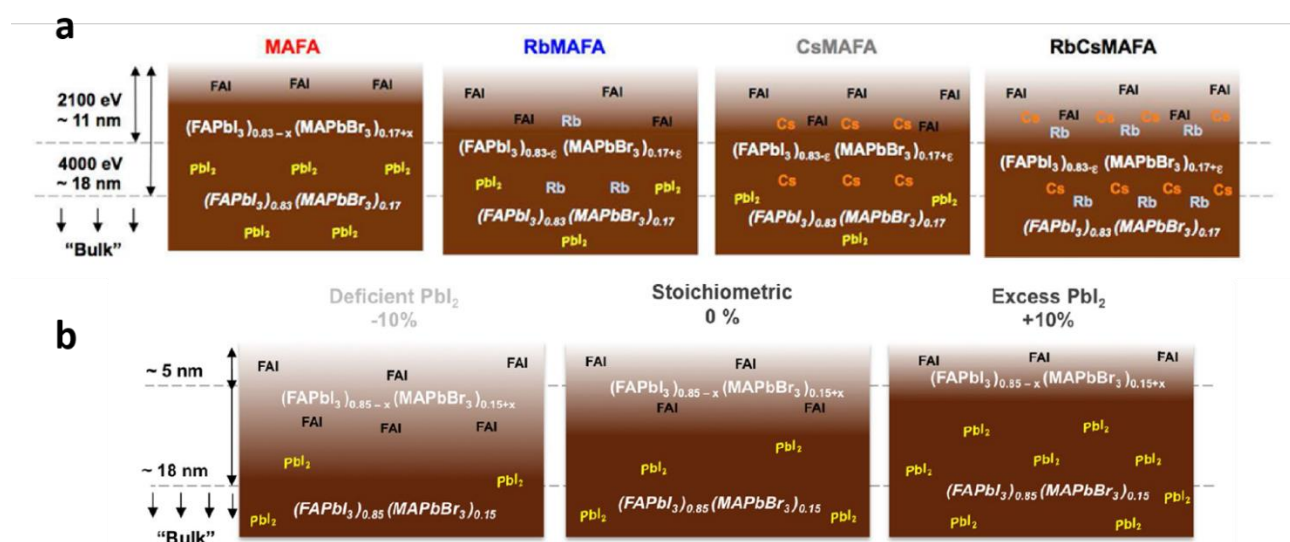 a
MAFA RbMAFA CsMAFA RbCsMAFA
2100 eV
~ 11 nm
4000 eV
~ 18 nm
"Bulk"
FAI FAI FAI
(FAPbI₃)₀.₈₃₋ₓ(MAPbBr₃)₀.₁₇₊ₓ
PbI₂ PbI₂ PbI₂
(FAPbI₃)₀.₈₃(MAPbBr₃)₀.₁₇
PbI₂ PbI₂
FAI FAI
FAI Rb FAI
(FAPbI₃)₀.₈₃₋ε (MAPbBr₃)₀.₁₇₊ε
PbI₂ Rb Rb PbI₂
(FAPbI₃)₀.₈₃(MAPbBr₃)₀.₁₇
PbI₂
FAI FAI
Cs Cs Cs
FAI FAI
(FAPbI₃)₀.₈₃₋ε (MAPbBr₃)₀.₁₇₊ε
Cs Cs Cs
PbI₂ PbI₂
(FAPbI₃)₀.₈₃(MAPbBr₃)₀.₁₇
PbI₂
FAI FAI FAI
Cs FAI Cs Cs FAI Cs
Rb Rb Rb
(FAPbI₃)₀.₈₃₋ε (MAPbBr₃)₀.₁₇₊ε
Cs Cs Cs Cs
Rb Rb Rb
(FAPbI₃)₀.₈₃(MAPbBr₃)₀.₁₇
b
Deficient PbI₂
-10%
Stoichiometric
0 %
Excess PbI₂
+10%
~ 5 nm
~ 18 nm
"Bulk"
FAI FAI FAI
(FAPbI₃)₀.₈₅₋ₓ(MAPbBr₃)₀.₁₅₊ₓ
FAI FAI FAI
PbI₂ PbI₂
(FAPbI₃)₀.₈₅(MAPbBr₃)₀.₁₅
PbI₂
FAI FAI FAI
(FAPbI₃)₀.₈₅₋ₓ(MAPbBr₃)₀.₁₅₊ₓ
FAI FAI
PbI₂ PbI₂
(FAPbI₃)₀.₈₅(MAPbBr₃)₀.₁₅
PbI₂ PbI₂
FAI FAI FAI
(FAPbI₃)₀.₈₅₋ₓ(MAPbBr₃)₀.₁₅₊ₓ
PbI₂ PbI₂
PbI₂ PbI₂ PbI₂
(FAPbI₃)₀.₈₅(MAPbBr₃)₀.₁₅
PbI₂
PbI₂ PbI₂